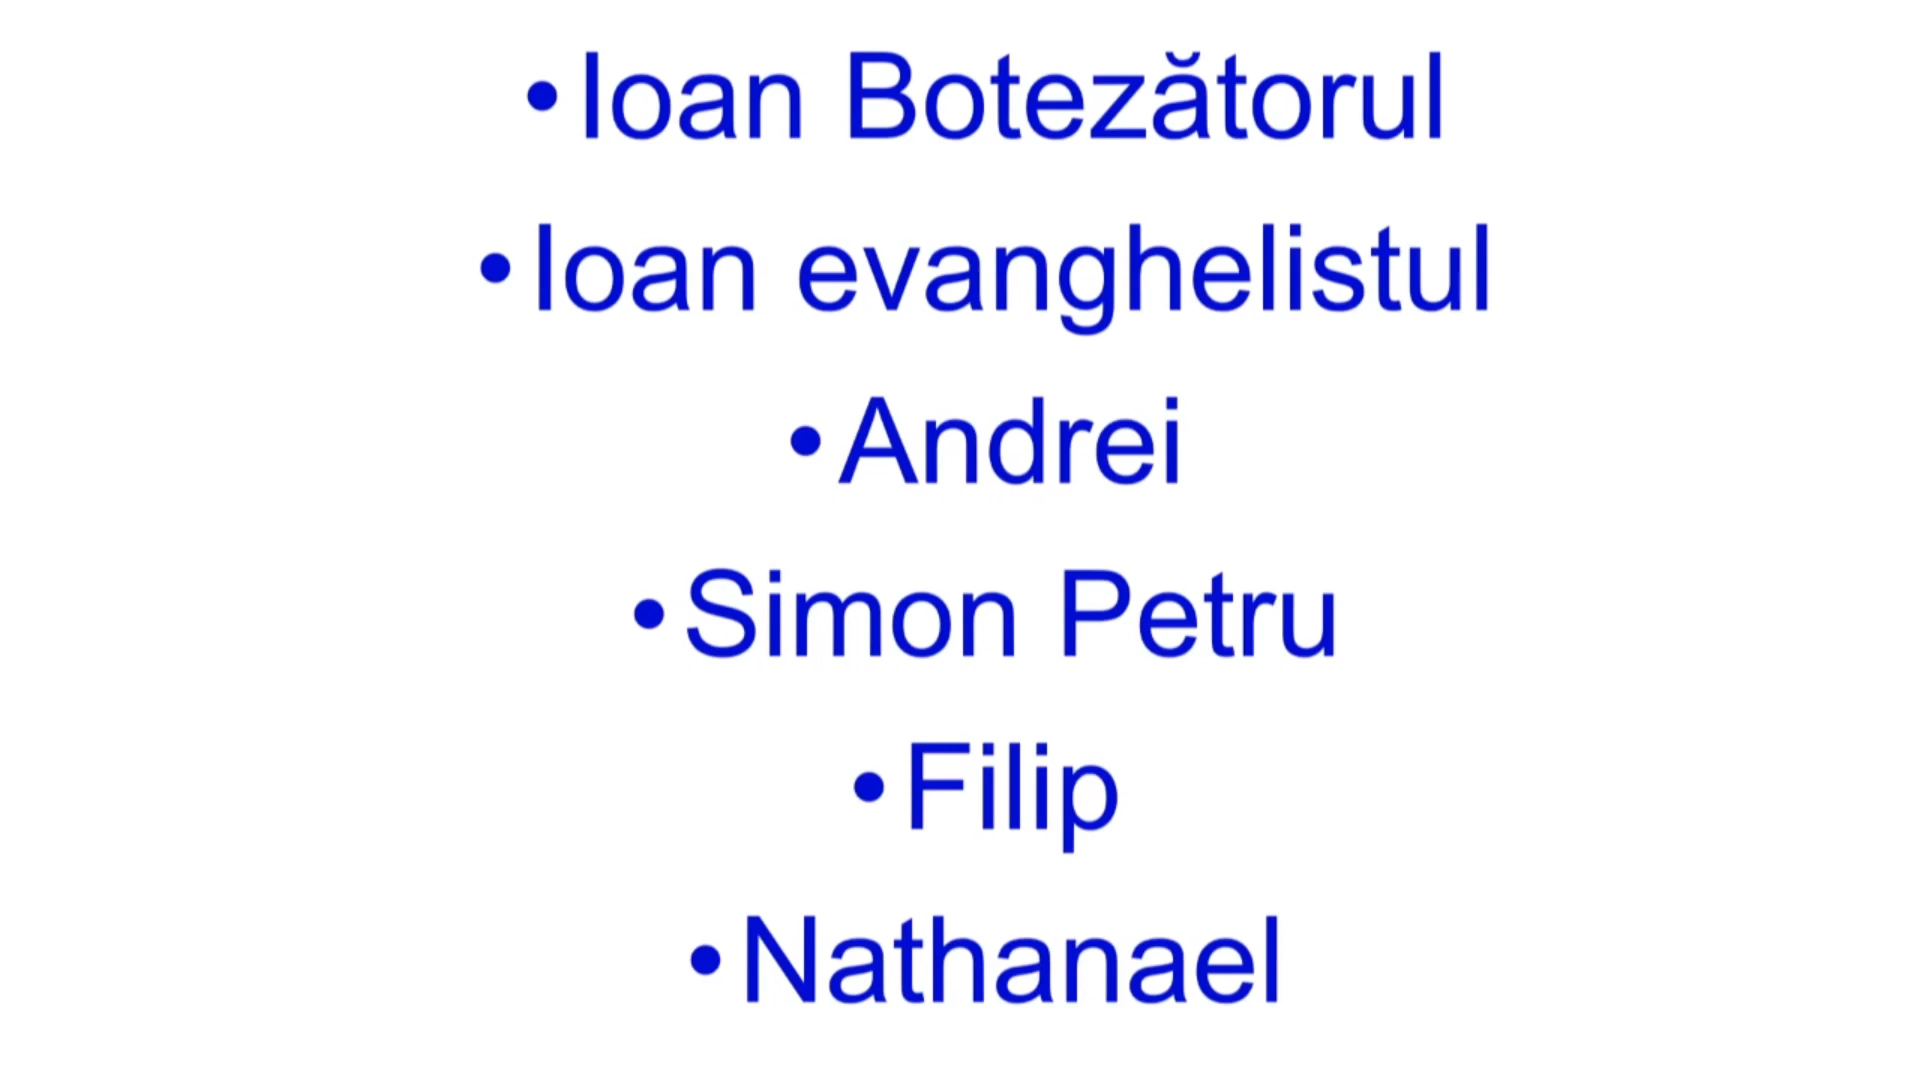 • Ioan Botezătorul
• Ioan evanghelistul
• Andrei
• Simon Petru
• Filip
• Nathanael